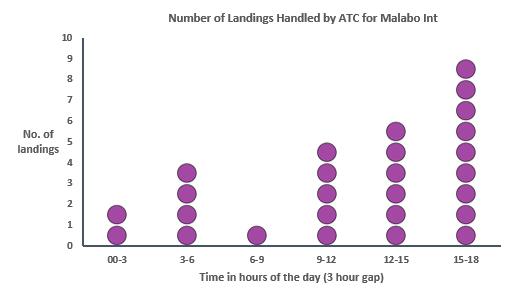 Number of Landings Handled by ATC for Malabo Int
10
9
8
7
6
5
4
3
2
1
0
No. of
landings
00-3 3-6 6-9 9-12 12-15 15-18
Time in hours of the day (3 hour gap)